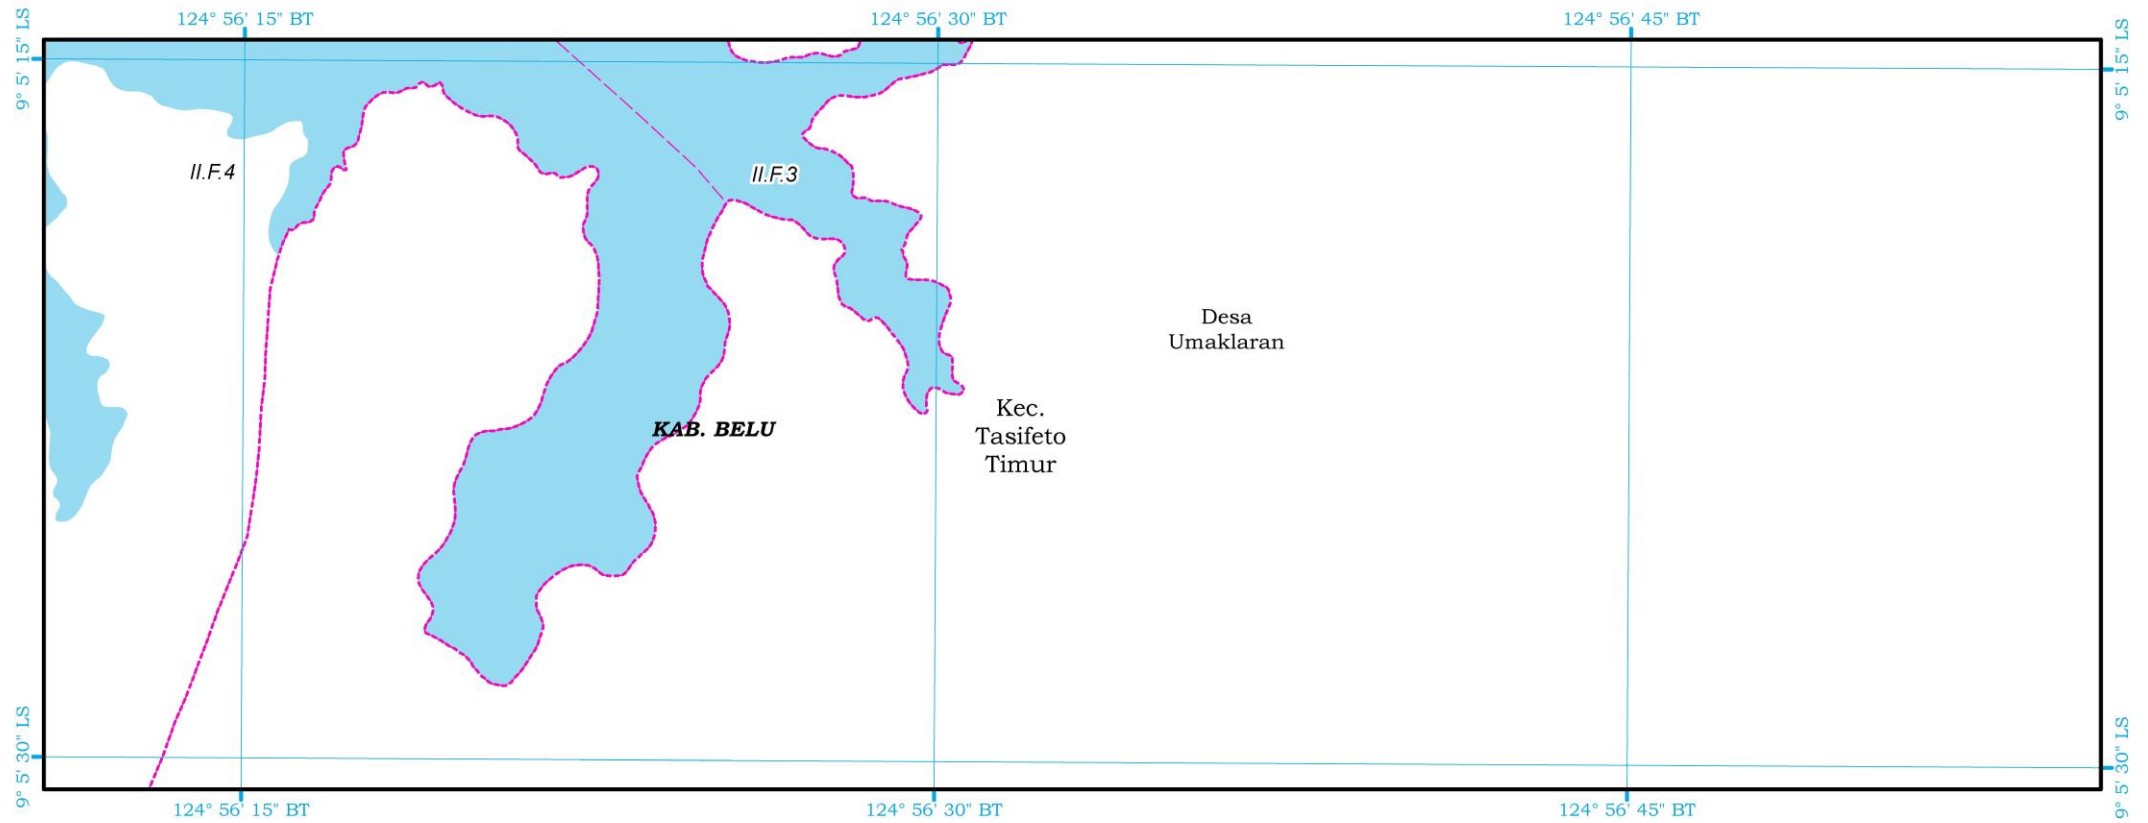 124° 56' 15" BT
124° 56' 30" BT
124° 56' 45" BT
9° 5' 15" LS
9° 5' 15" LS
II.F.4
II.F.3
Desa
Umaklaran
Kec.
Tasifeto
Timur
KAB. BELU
9° 5' 30" LS
9° 5' 30" LS
124° 56' 15" BT
124° 56' 30" BT
124° 56' 45" BT